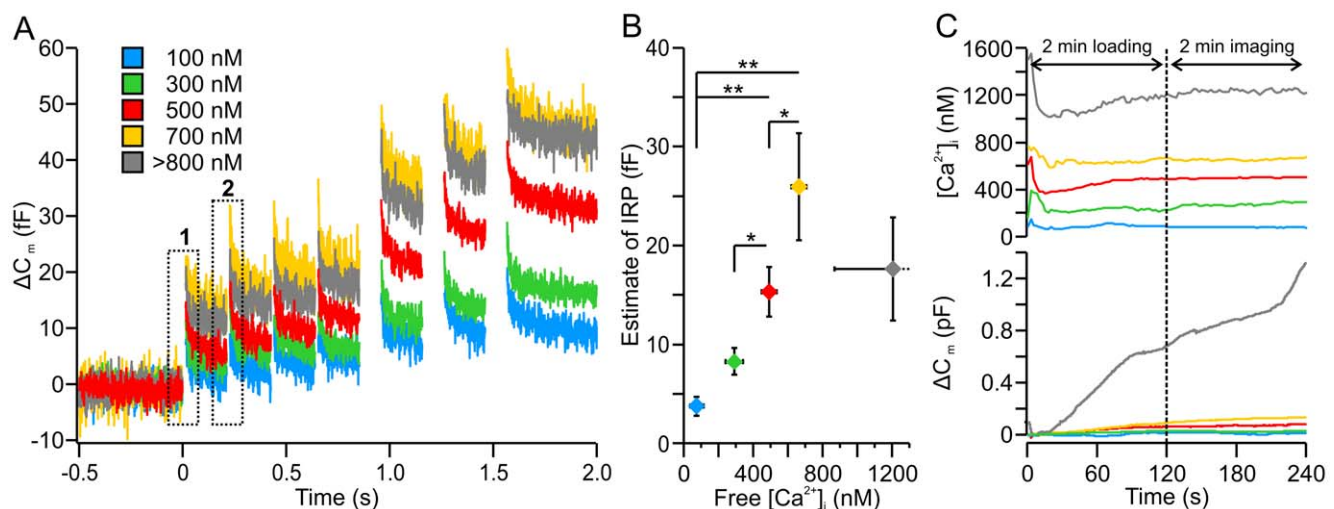 A
100 nM
300 nM
500 nM
700 nM
>800 nM
1
2
ΔC m (fF)
60
50
40
30
20
10
0
-10
-0.5
0
0.5
1.0
1.5
2.0
Time (s)
B
Estimate of IRP (fF)
40
30
20
10
0
**
**
*
*
0
400
800
1200
Free [Ca²⁺]i (nM)
C
2 min loading
2 min imaging
[Ca²⁺]i (nM)
1600
1200
800
400
0
ΔC m (pF)
1.2
0.8
0.4
0
0
60
120
180
240
Time (s)